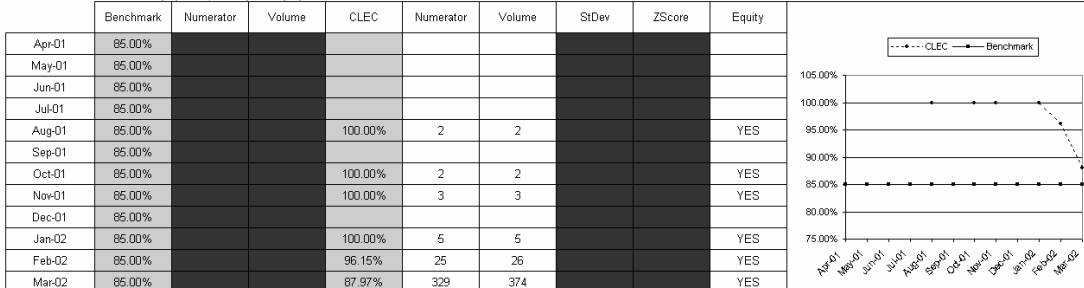 Benchmark Numerator Volume CLEC Numerator Volume StDev ZScore Equity
Apr-01 85.00%
May-01 85.00%
Jun-01 85.00%
Jul-01 85.00%
Aug-01 85.00% 100.00% 2 2 YES
Sep-01 85.00%
Oct-01 85.00% 100.00% 2 2 YES
Nov-01 85.00% 100.00% 3 3 YES
Dec-01 85.00%
Jan-02 85.00% 100.00% 5 5 YES
Feb-02 85.00% 96.15% 25 26 YES
Mar-02 85.00% 87.97% 329 374 YES
CLEC Benchmark
105.00%
100.00%
95.00%
90.00%
85.00%
80.00%
75.00%
Apr-01 May-01 Jun-01 Jul-01 Aug-01 Sep-01 Oct-01 Nov-01 Dec-01 Jan-02 Feb-02 Mar-02